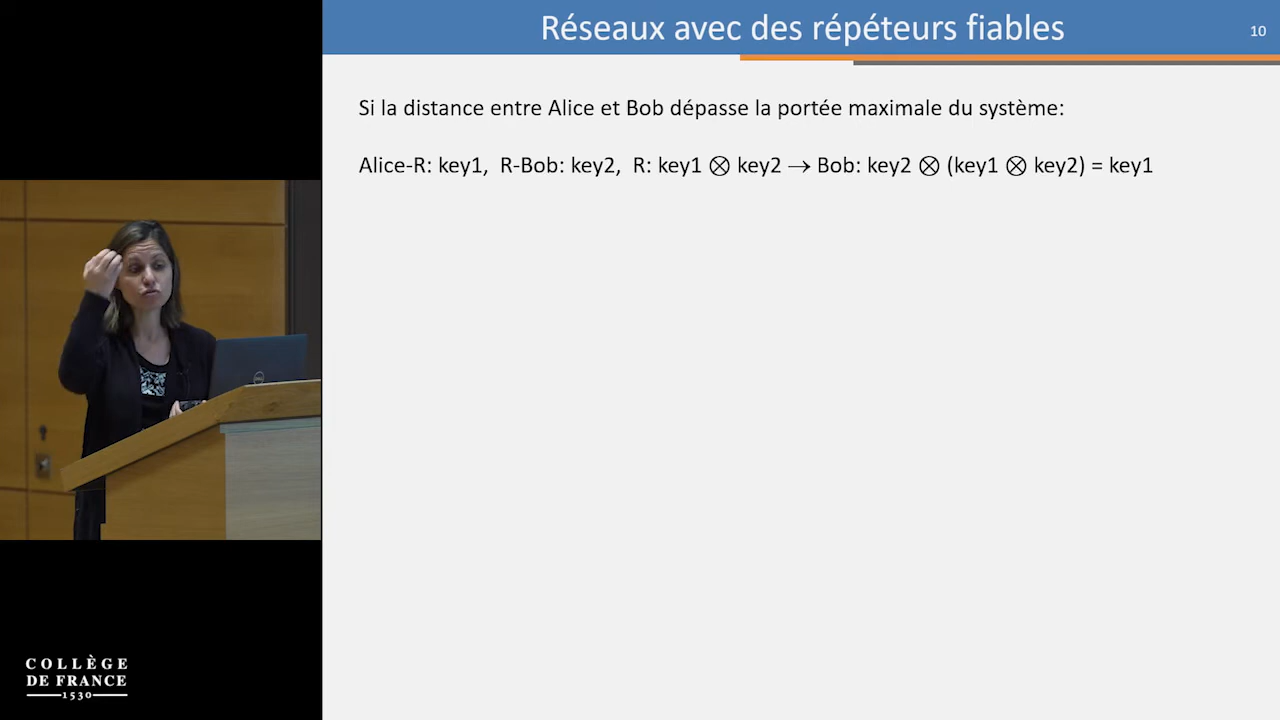 Réseaux avec des répéteurs fiables
10
Si la distance entre Alice et Bob dépasse la portée maximale du système:
Alice-R: key1, R-Bob: key2, R: key1 ⊗ key2 → Bob: key2 ⊗ (key1 ⊗ key2) = key1
COLLÈGE
DE FRANCE
1530